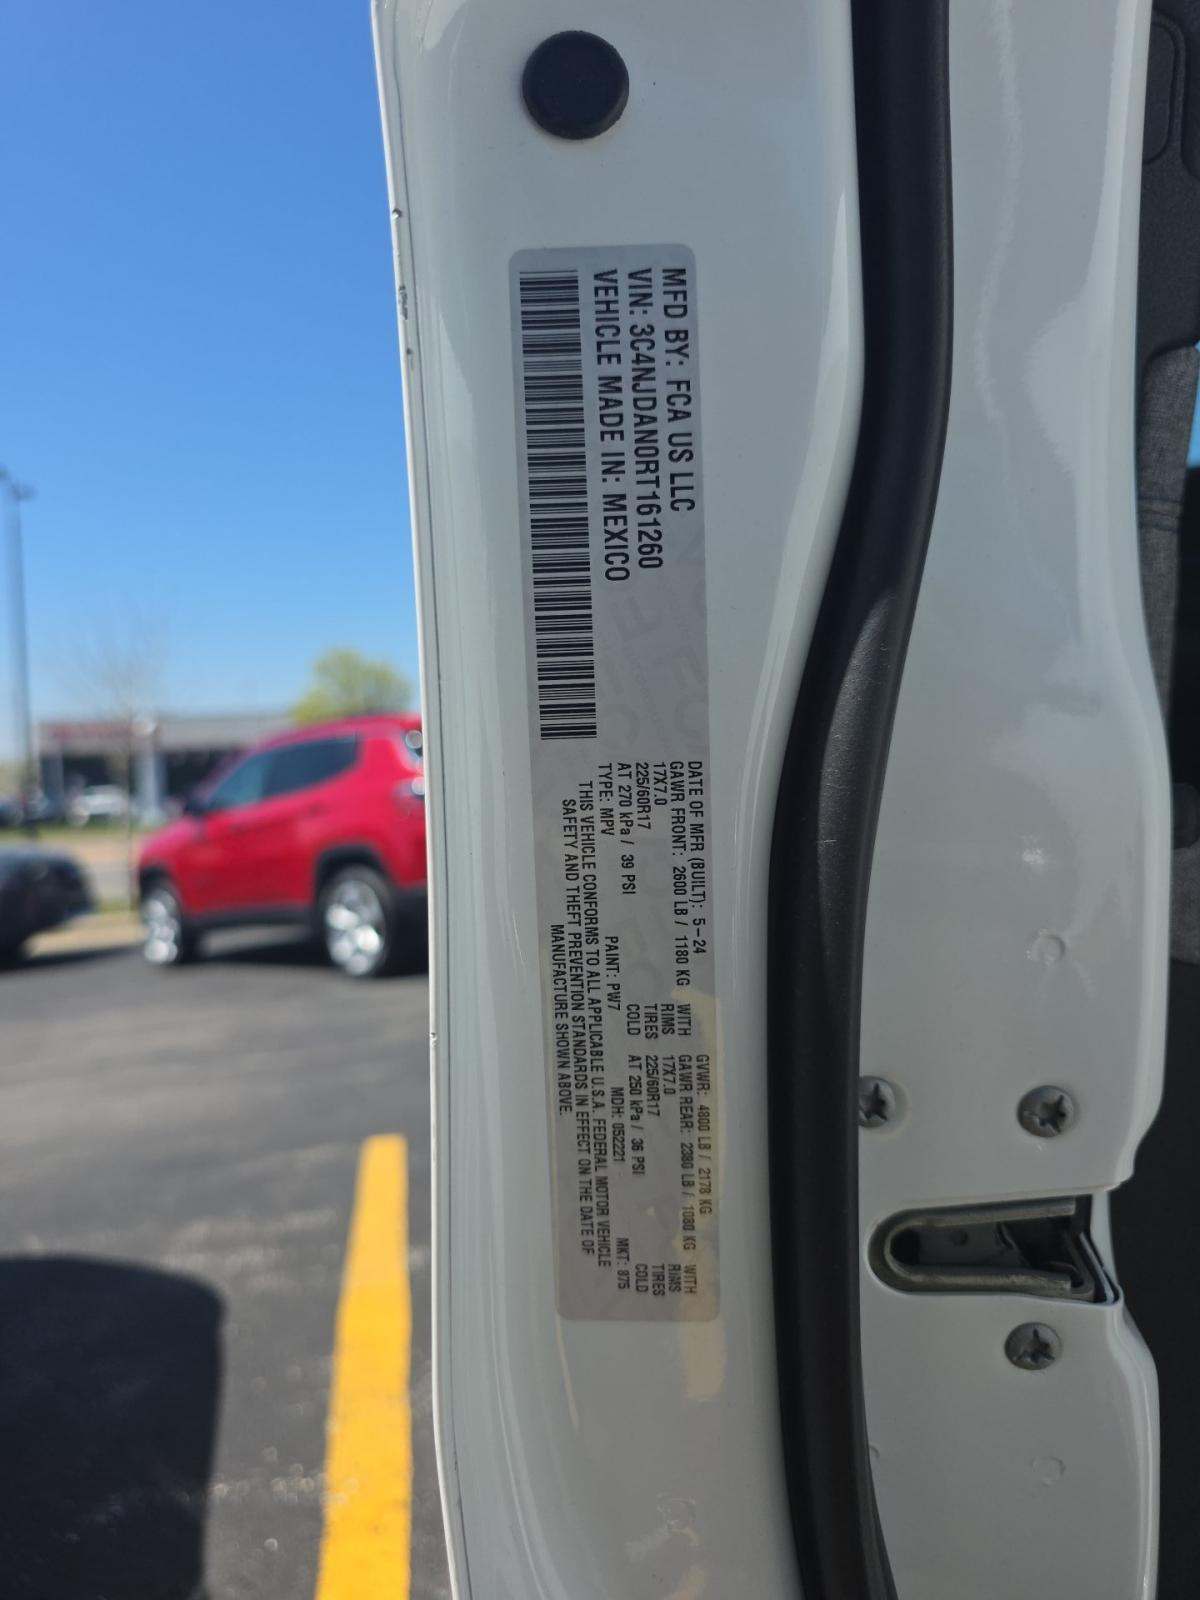 MFD BY: FCA US LLC
VIN: 3C4NJDAN0RT161260
VEHICLE MADE IN: MEXICO
DATE OF MFR (BUILT): 5-24
GVWR: 4800 LB / 2178 KG
GAWR FRONT: 2600 LB / 1180 KG WITH
17X7.0 RIMS
225/60R17 TIRES
AT 270 kPa / 39 PSI COLD
GAWR REAR: 2380 LB / 1080 KG WITH
17X7.0 RIMS
225/60R17 TIRES
AT 250 kPa / 36 PSI COLD
TYPE: MPV PAINT: PW7 MDH: 052221 MKT: 875
THIS VEHICLE CONFORMS TO ALL APPLICABLE U.S.A. FEDERAL MOTOR VEHICLE
SAFETY AND THEFT PREVENTION STANDARDS IN EFFECT ON THE DATE OF
MANUFACTURE SHOWN ABOVE.